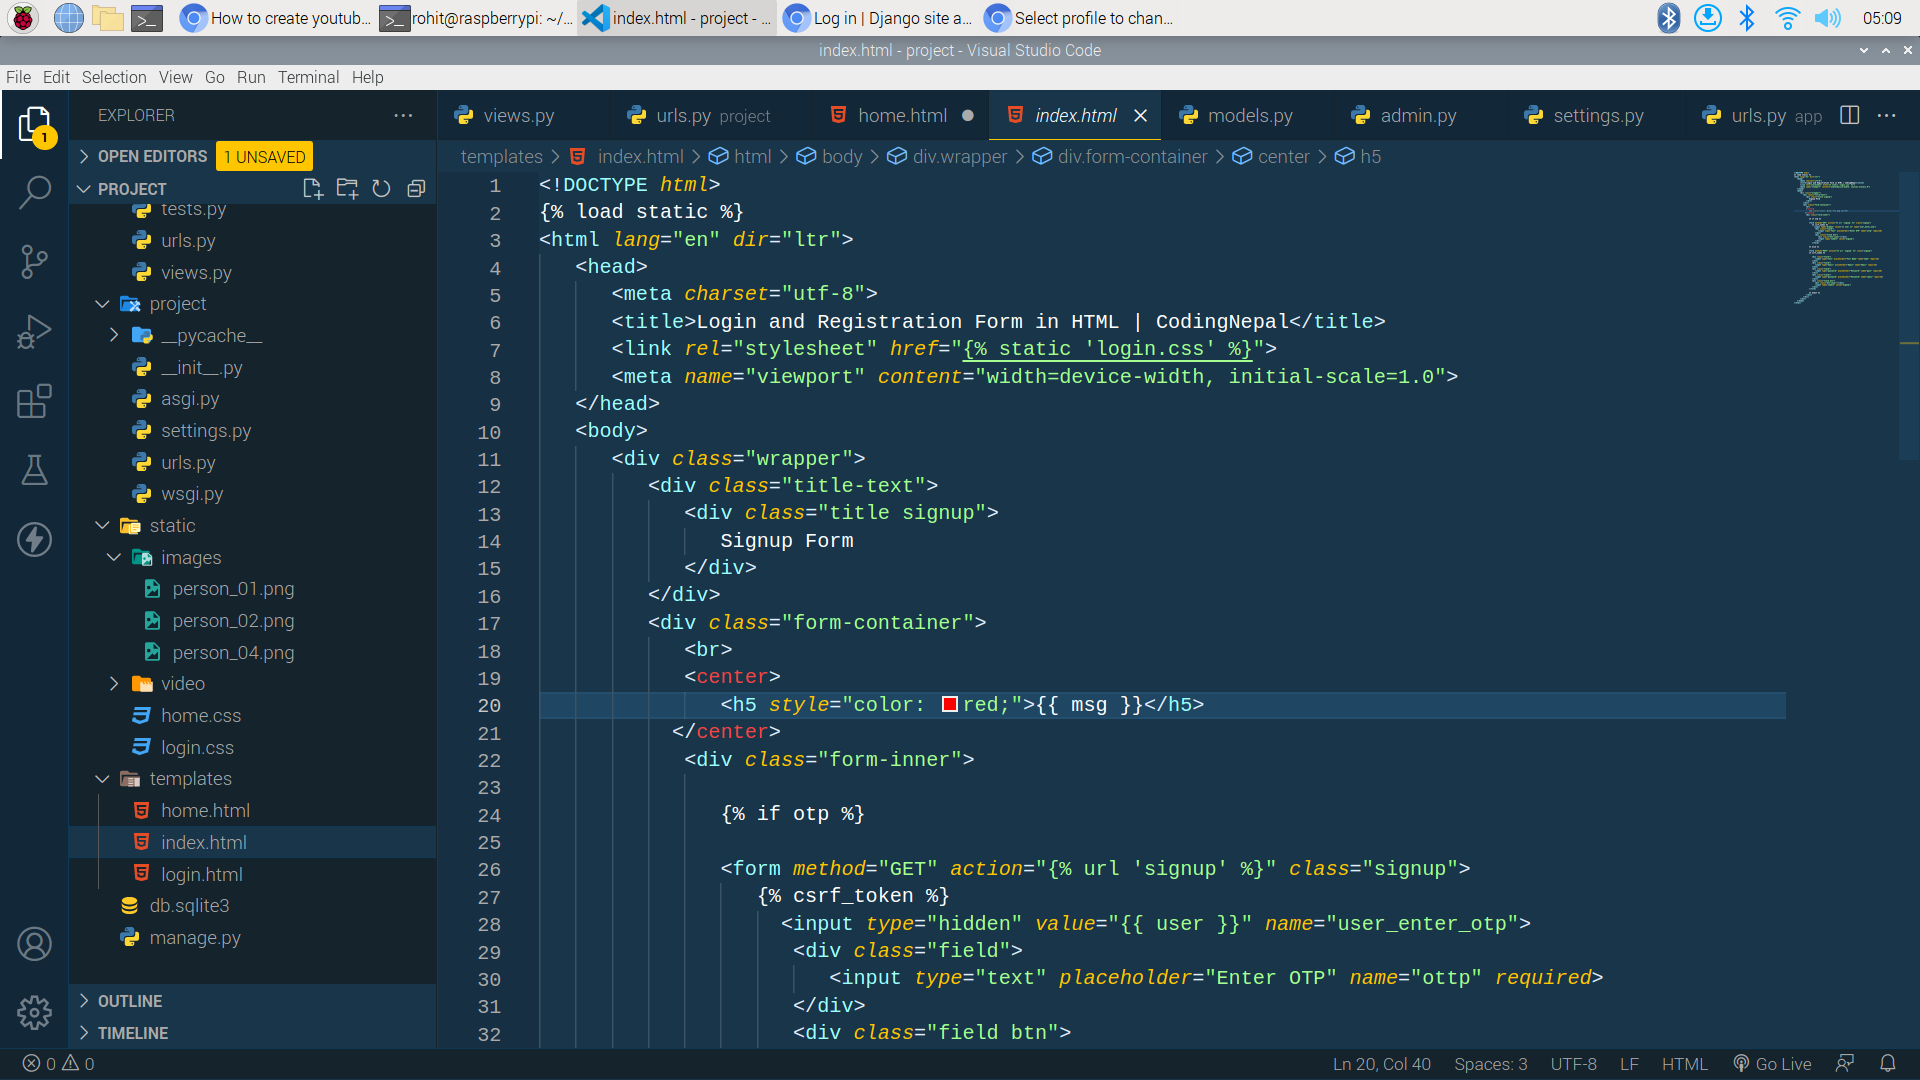 How to create youtub...
rohit@raspberrypi: ~/...
index.html - project - ...
Log in | Django site a...
Select profile to chan...
05:09
index.html - project - Visual Studio Code
File Edit Selection View Go Run Terminal Help
1
EXPLORER
OPEN EDITORS 1 UNSAVED
PROJECT
tests.py
urls.py
views.py
project
__pycache__
__init__.py
asgi.py
settings.py
urls.py
wsgi.py
static
images
person_01.png
person_02.png
person_04.png
video
home.css
login.css
templates
home.html
index.html
login.html
db.sqlite3
manage.py
OUTLINE
TIMELINE
views.py urls.py project home.html index.html models.py admin.py settings.py urls.py app
templates > index.html > html > body > div.wrapper > div.form-container > center > h5
1 <!DOCTYPE html>
2 {% load static %}
3 <html lang="en" dir="ltr">
4 <head>
5 <meta charset="utf-8">
6 <title>Login and Registration Form in HTML | CodingNepal</title>
7 <link rel="stylesheet" href="{% static 'login.css' %}">
8 <meta name="viewport" content="width=device-width, initial-scale=1.0">
9 </head>
10 <body>
11 <div class="wrapper">
12 <div class="title-text">
13 <div class="title signup">
14 Signup Form
15 </div>
16 </div>
17 <div class="form-container">
18 <br>
19 <center>
20 <h5 style="color: red;">{{ msg }}</h5>
21 </center>
22 <div class="form-inner">
23
24 {% if otp %}
25
26 <form method="GET" action="{% url 'signup' %}" class="signup">
27 {% csrf_token %}
28 <input type="hidden" value="{{ user }}" name="user_enter_otp">
29 <div class="field">
30 <input type="text" placeholder="Enter OTP" name="ottp" required>
31 </div>
32 <div class="field btn">
0 0
Ln 20, Col 40 Spaces: 3 UTF-8 LF HTML Go Live